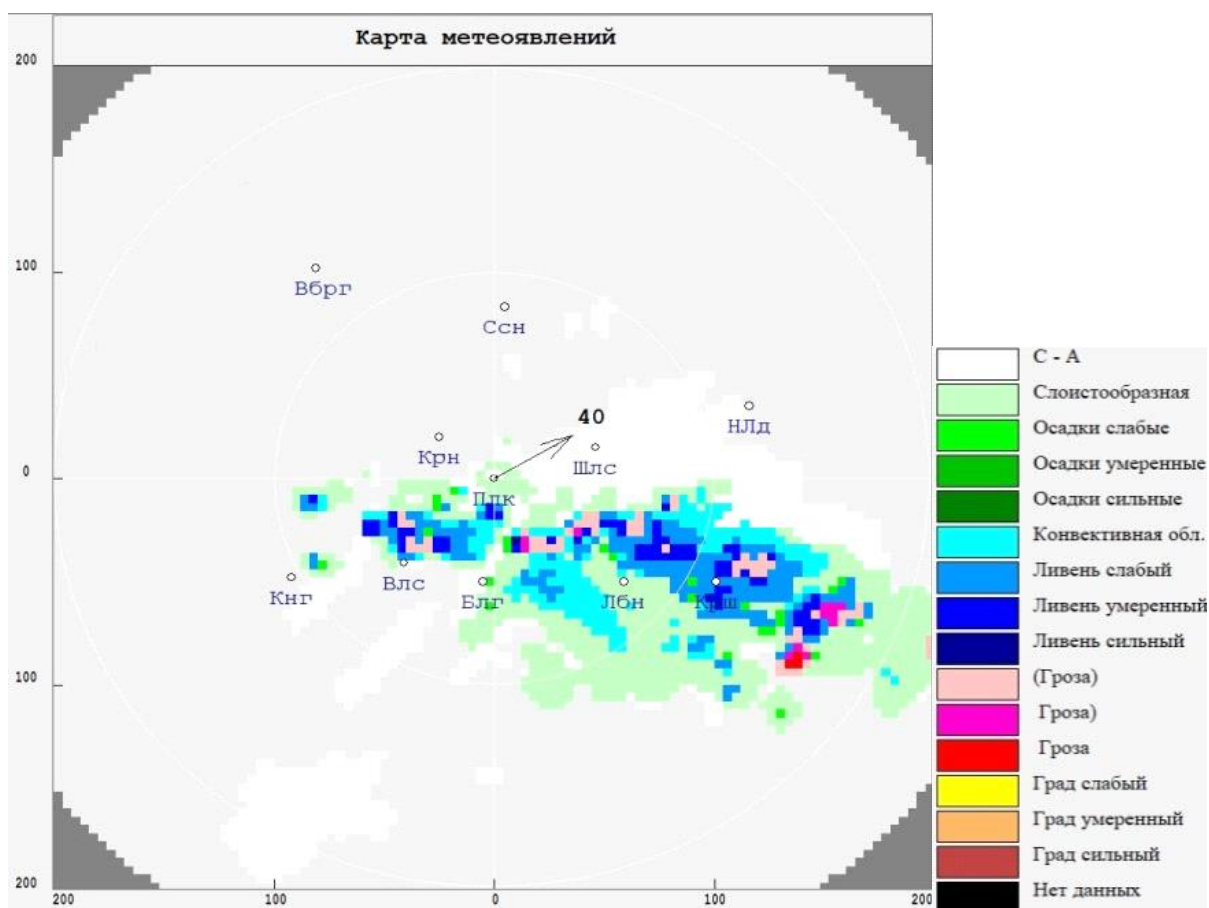 Карта метеоявлений
200
100
0
100
200
200
100
0
100
200
Вбрг
Ссн
НЛд
40
Крн
Шлс
Плк
Кнг
Влс
Блг
Лбн
Крш
С - А
Слоистообразная
Осадки слабые
Осадки умеренные
Осадки сильные
Конвективная обл.
Ливень слабый
Ливень умеренный
Ливень сильный
(Гроза)
Гроза)
Гроза
Град слабый
Град умеренный
Град сильный
Нет данных